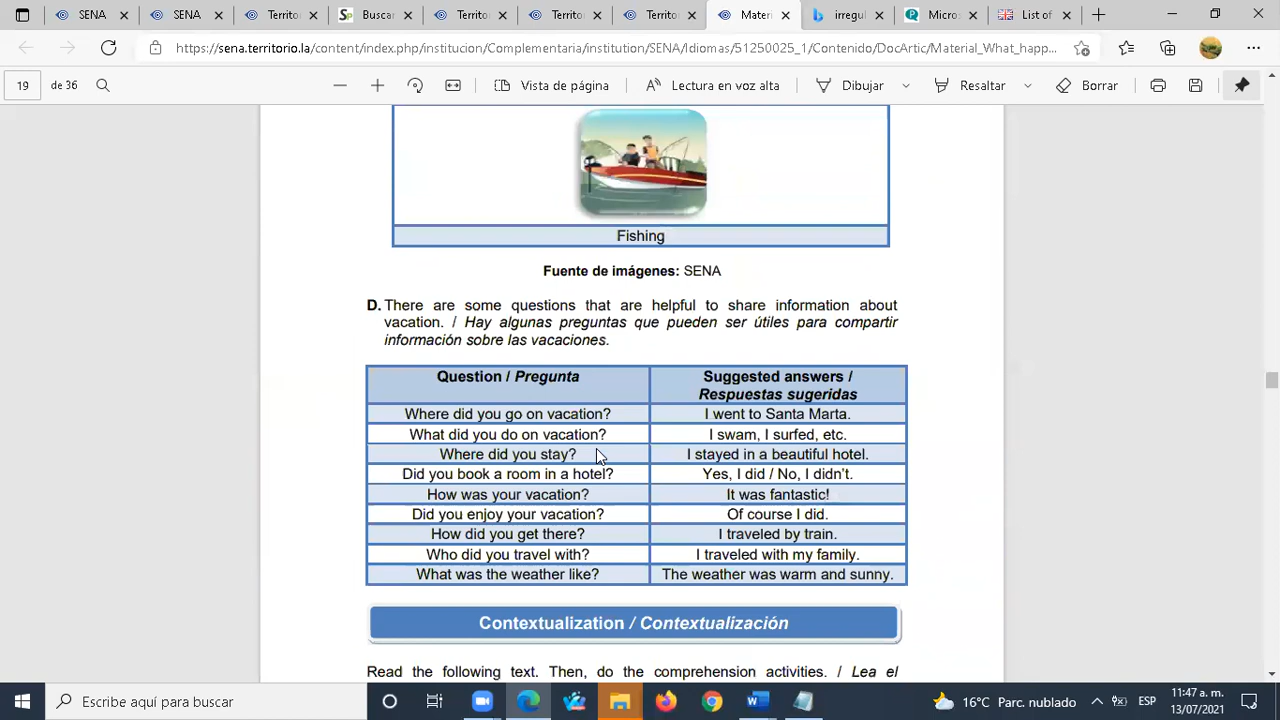 SENA
SENA
Territo
Buscar
Territo
Territo
Territo
Mater
irregul
Micros
List of
https://sena.territorio.la/content/index.php/institucion/Complementaria/institution/SENA/Idiomas/51250025_1/Contenido/DocArtic/Material_What_happ...
19 de 36
Vista de página
Lectura en voz alta
Dibujar
Resaltar
Borrar
Fishing
Fuente de imágenes: SENA
D. There are some questions that are helpful to share information about
vacation. / Hay algunas preguntas que pueden ser útiles para compartir
información sobre las vacaciones.
Question / Pregunta
Suggested answers /
Respuestas sugeridas
Where did you go on vacation? I went to Santa Marta.
What did you do on vacation? I swam, I surfed, etc.
Where did you stay? I stayed in a beautiful hotel.
Did you book a room in a hotel? Yes, I did / No, I didn't.
How was your vacation? It was fantastic!
Did you enjoy your vacation? Of course I did.
How did you get there? I traveled by train.
Who did you travel with? I traveled with my family.
What was the weather like? The weather was warm and sunny.
Contextualization / Contextualización
Read the following text. Then, do the comprehension activities. / Lea el
Escribe aquí para buscar
16°C Parc. nublado
ESP
11:47 a. m.
13/07/2021